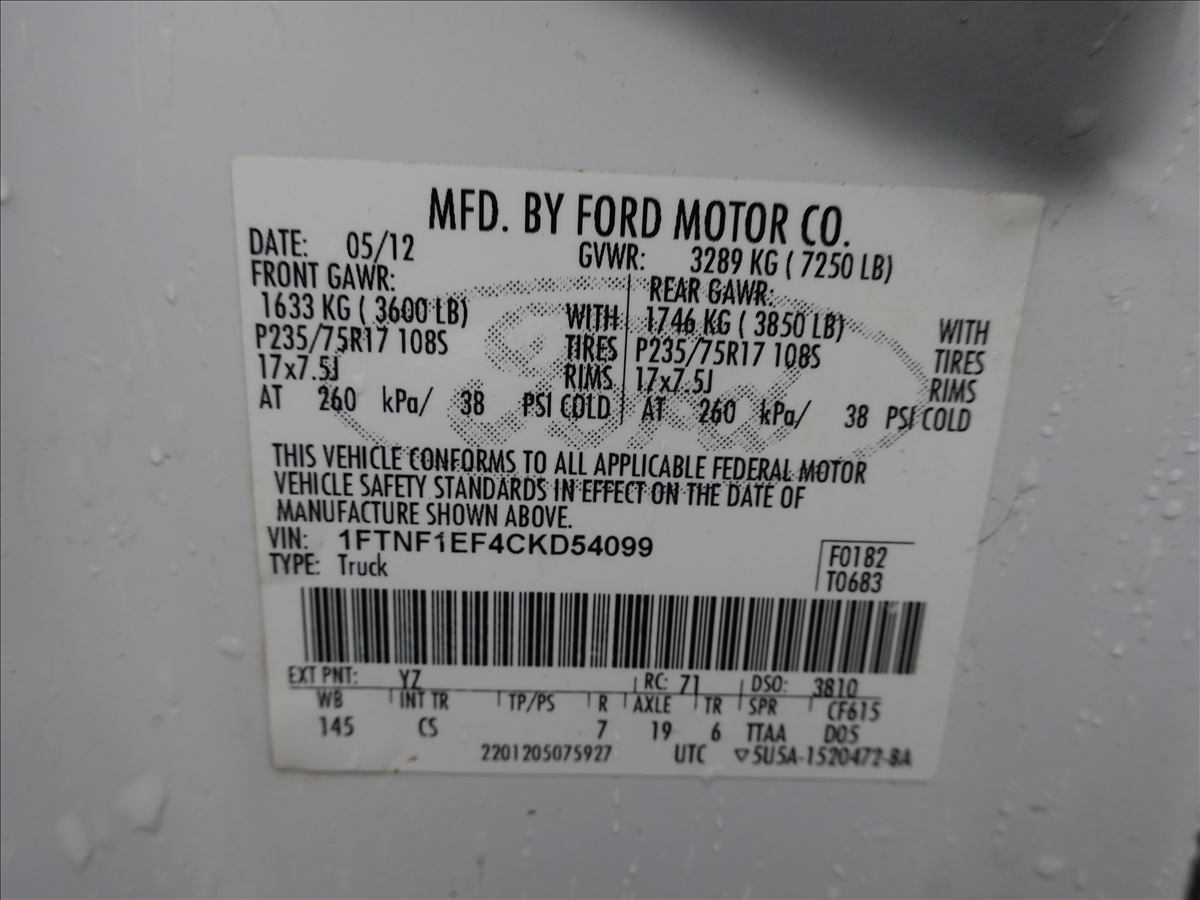 MFD. BY FORD MOTOR CO.
DATE: 05/12 GVWR: 3289 KG ( 7250 LB)
FRONT GAWR: REAR GAWR:
1633 KG ( 3600 LB) WITH 1746 KG ( 3850 LB) WITH
P235/75R17 108S TIRES P235/75R17 108S TIRES
17x7.5J RIMS 17x7.5J RIMS
AT 260 kPa/ 38 PSI COLD AT 260 kPa/ 38 PSI COLD
Ford
THIS VEHICLE CONFORMS TO ALL APPLICABLE FEDERAL MOTOR
VEHICLE SAFETY STANDARDS IN EFFECT ON THE DATE OF
MANUFACTURE SHOWN ABOVE.
VIN: 1FTNF1EF4CKD54099 F0182
TYPE: Truck T0683
EXT PNT: YZ RC: 71 DSO: 3810
WB INT TR TP/PS R AXLE TR SPR CF615
145 CS 7 19 6 TTAA D05
2201205075927 UTC ▽5U5A-1520472-BA